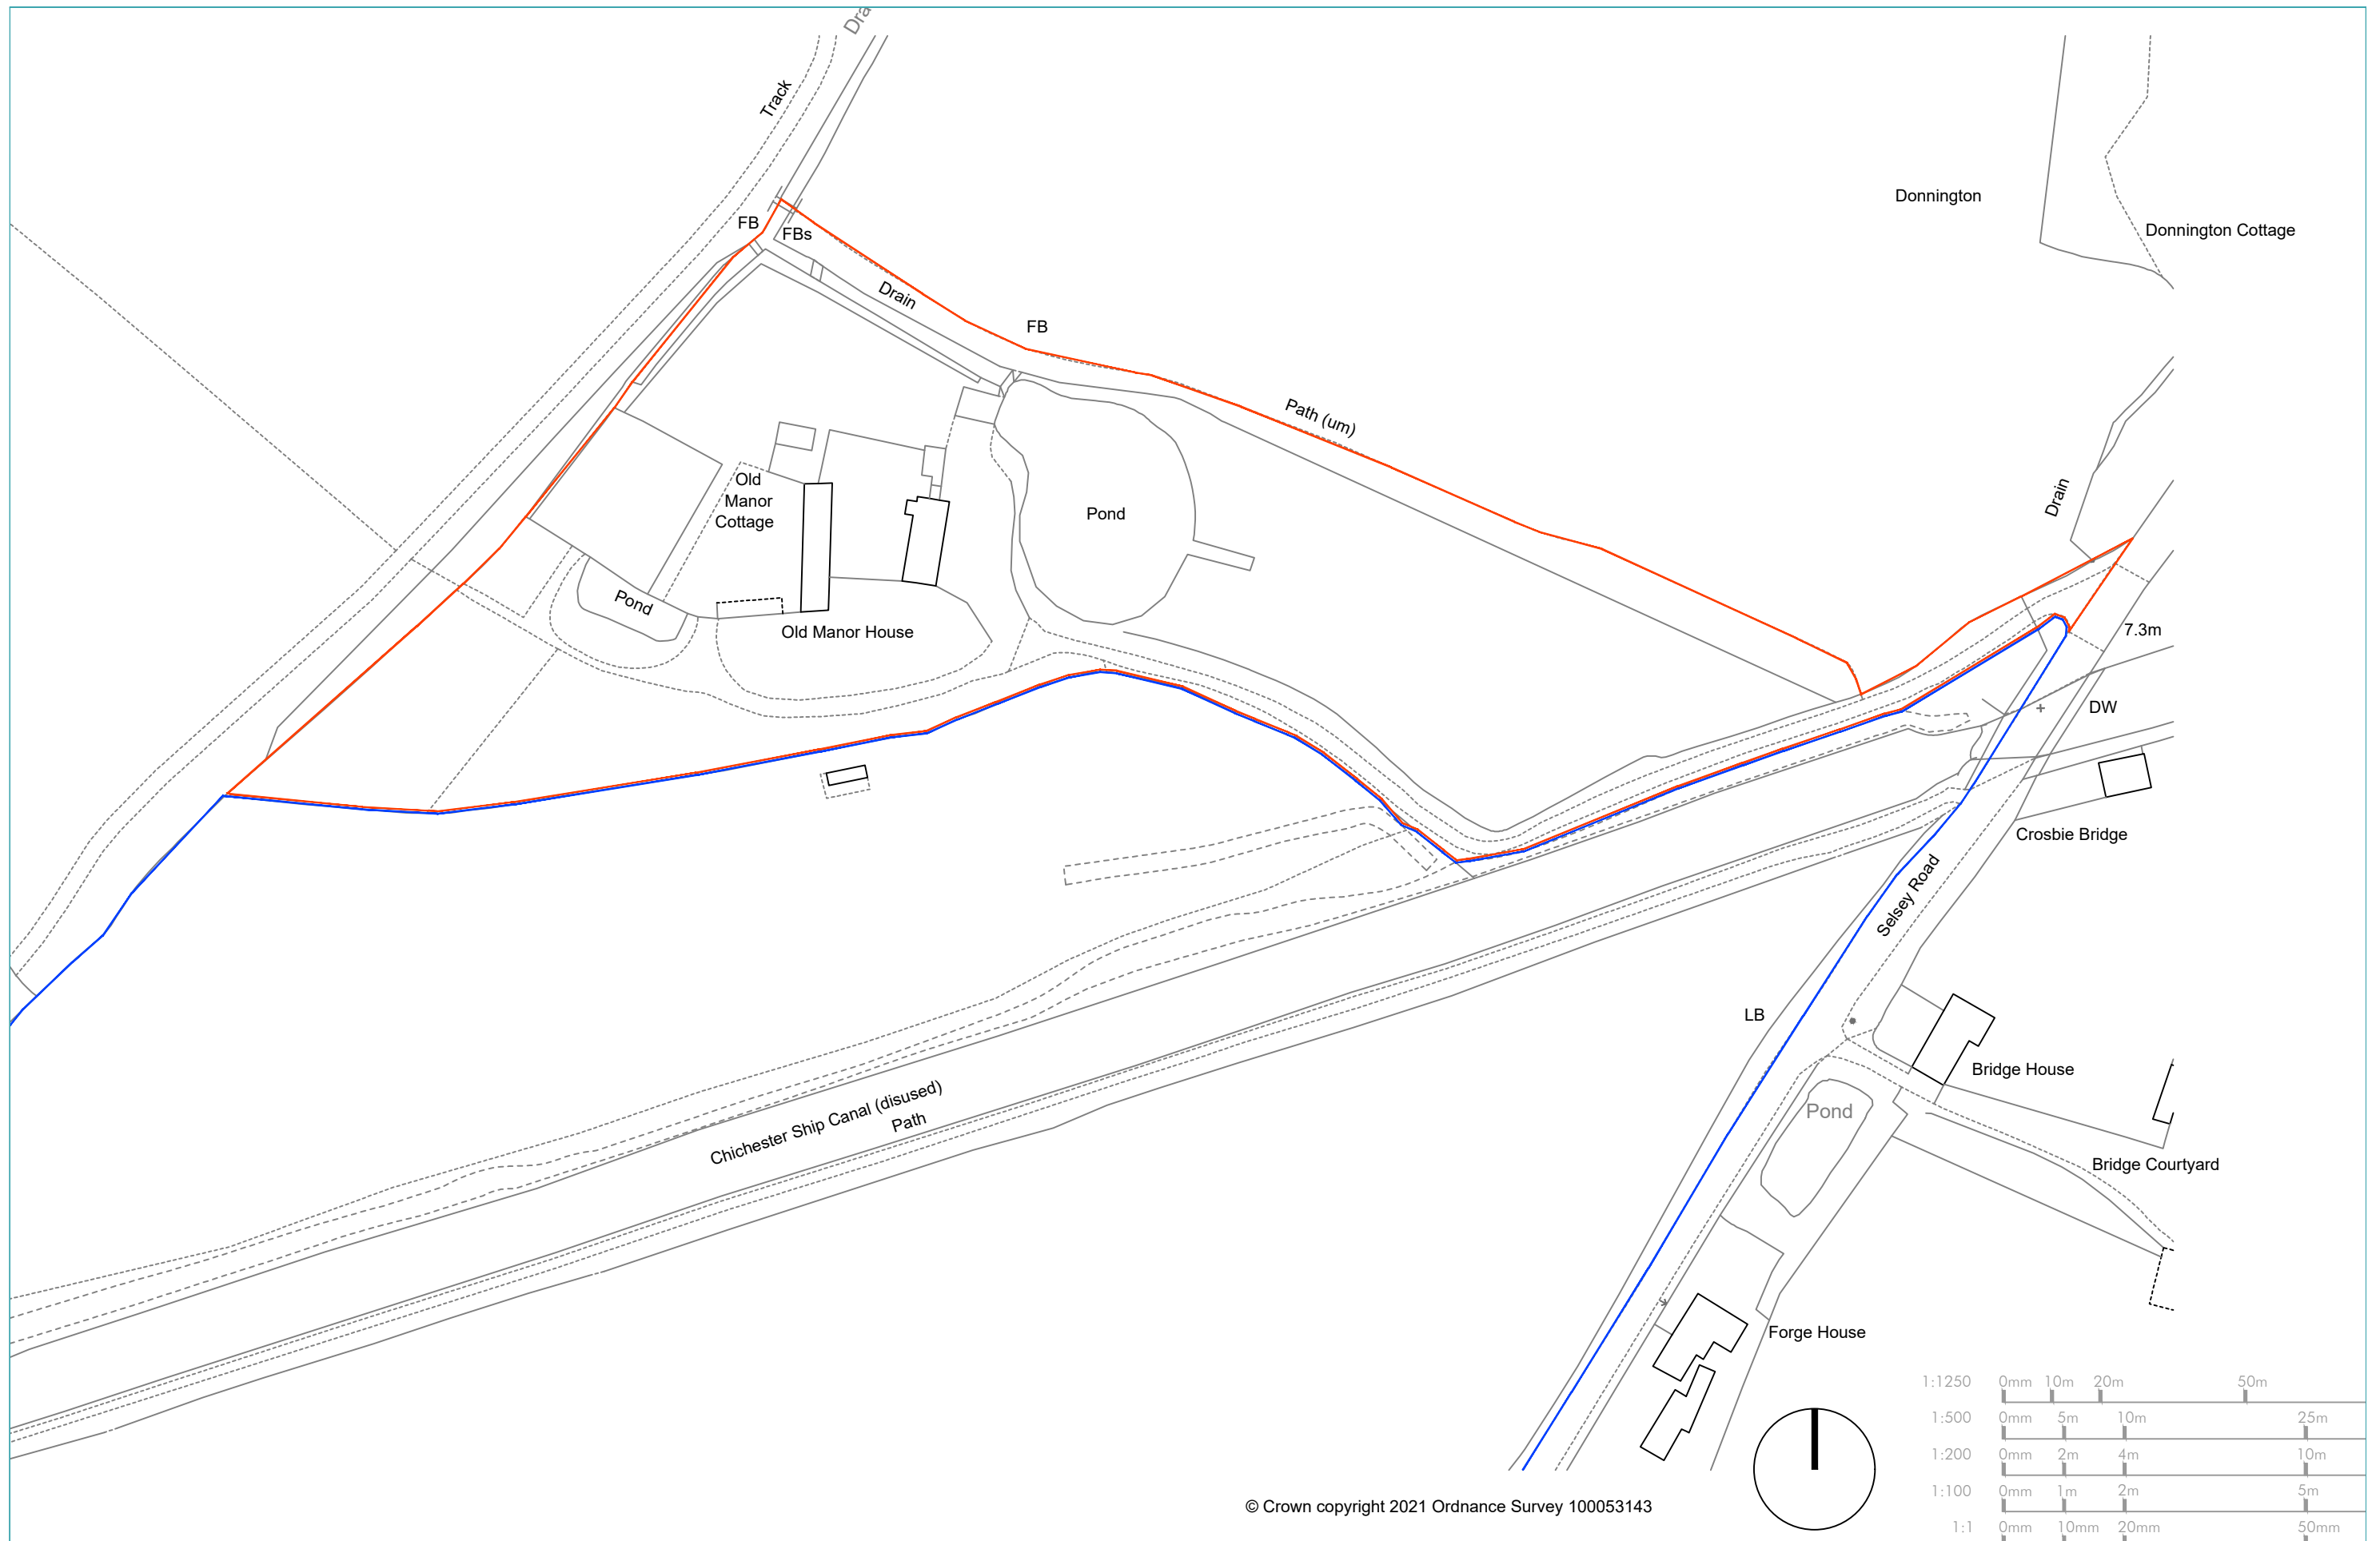 Track
Donnington
FB
FBs
Donnington Cottage
Drain
FB
Path (um)
Old
Manor
Cottage
Drain
Pond
Pond
Old Manor House
7.3m
DW
Crosbie Bridge
Selsey Road
LB
Bridge House
Chichester Ship Canal (disused)
Path
Pond
Bridge Courtyard
Forge House
1:1250 0mm 10m 20m 50m
1:500 0mm 5m 10m 25m
1:200 0mm 2m 4m 10m
1:100 0mm 1m 2m 5m
1:1 0mm 10mm 20mm 50mm
© Crown copyright 2021 Ordnance Survey 100053143